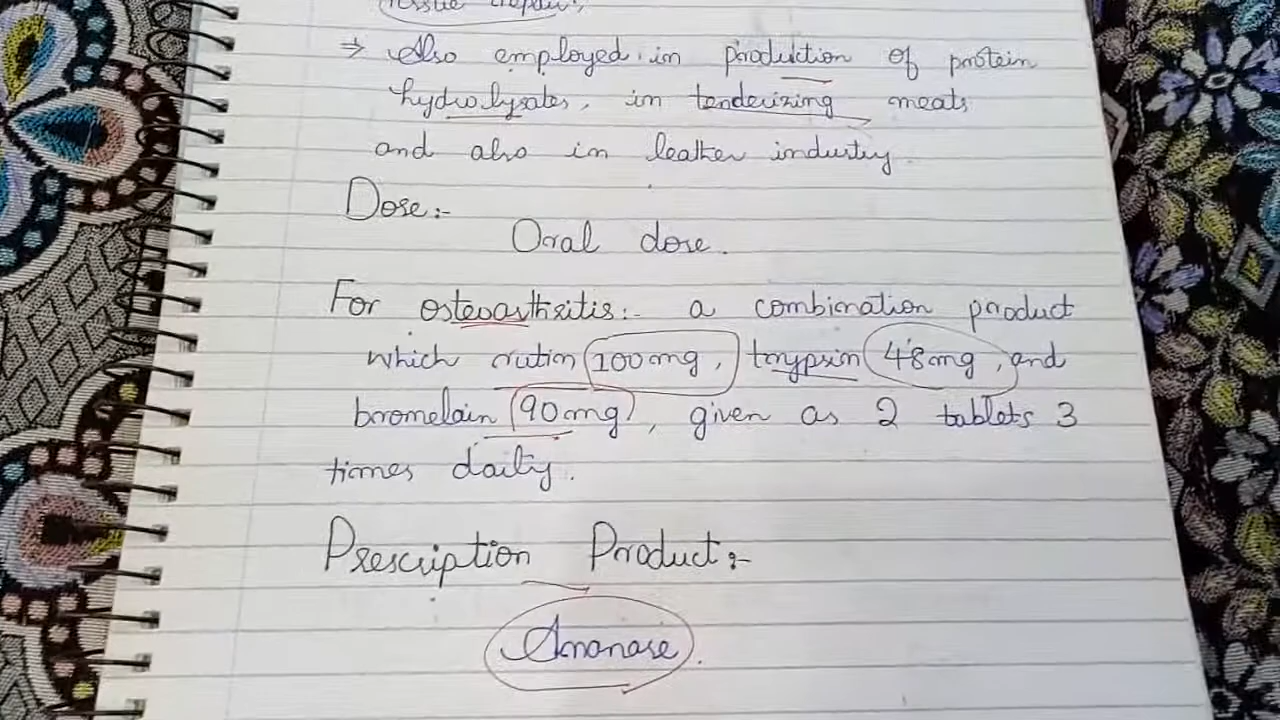 tissue repair,
⇒ Also employed in production of protein
hydrolysates, in tenderizing meats
and also in leather industry.
Dose:-
Oral dose.
For osteoarthritis:- a combination product
which rutin 100mg, trypsin 48mg, and
bromelain 90mg, given as 2 tablets 3
times daily.
Prescription Product:-
Ananase.